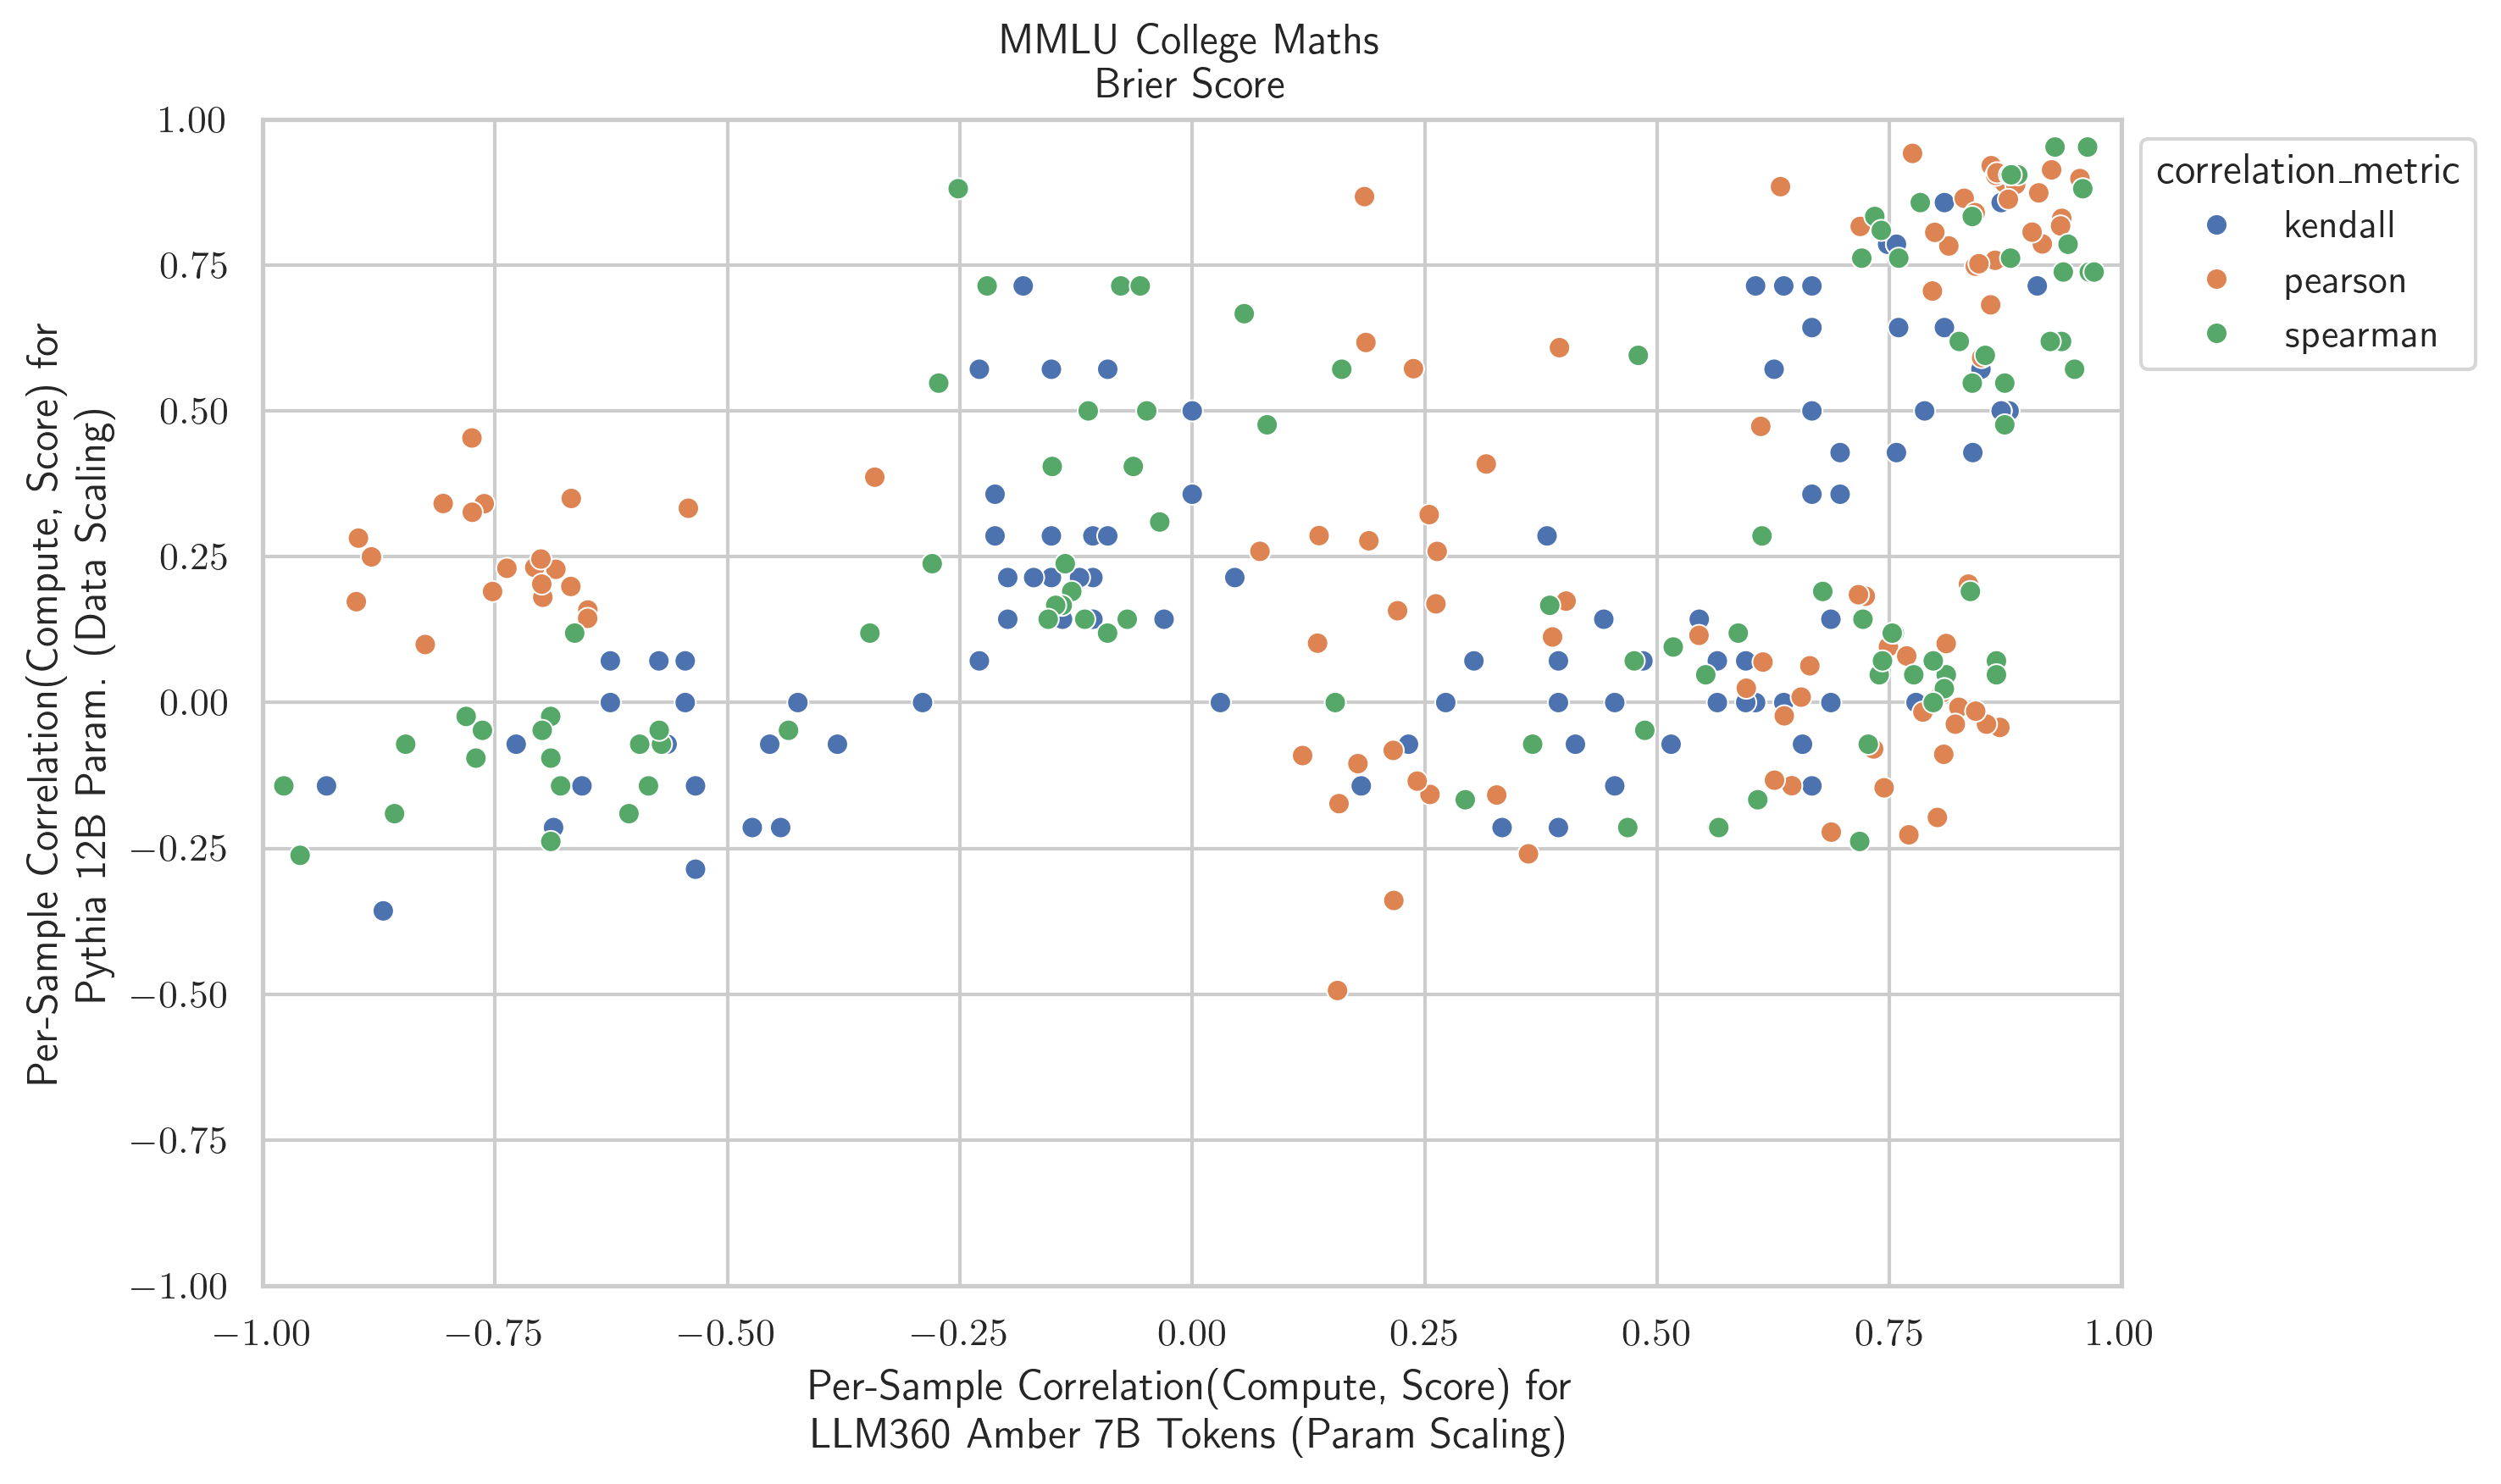 MMLU College Maths
Brier Score
Per-Sample Correlation(Compute, Score) for
Pythia 12B Param. (Data Scaling)
1.00
0.75
0.50
0.25
0.00
−0.25
−0.50
−0.75
−1.00
−1.00 −0.75 −0.50 −0.25 0.00 0.25 0.50 0.75 1.00
Per-Sample Correlation(Compute, Score) for
LLM360 Amber 7B Tokens (Param Scaling)
correlation_metric
kendall
pearson
spearman